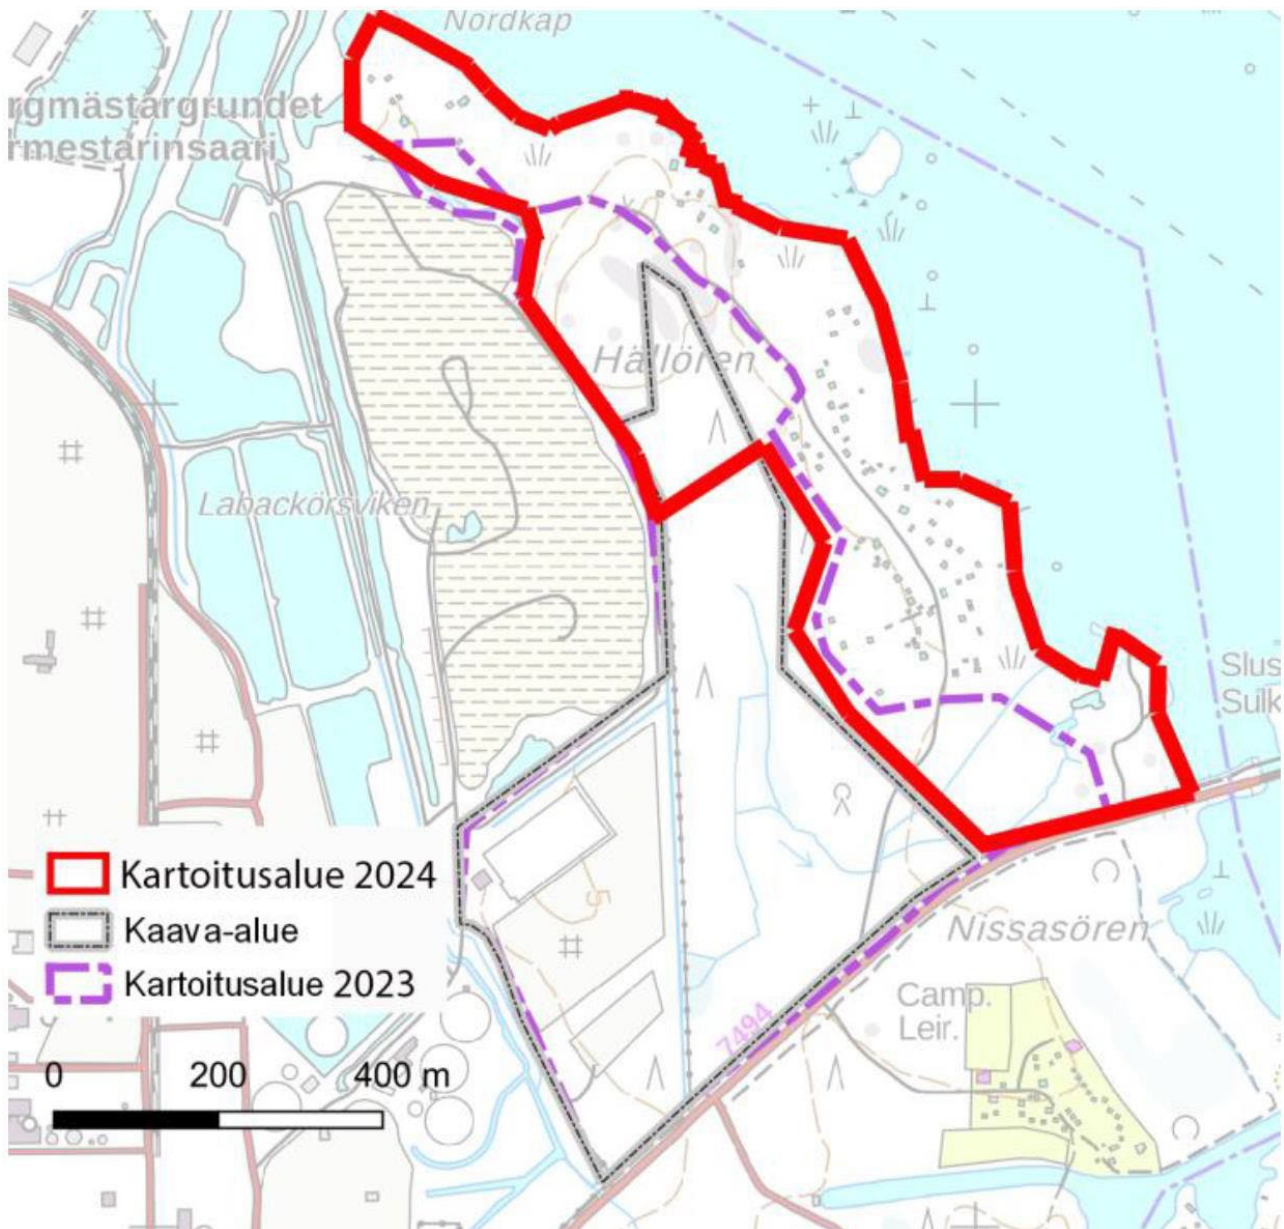 Nordkap
rgmästargrundet
rmestarinsaari
Hällören
Labackörsviken
Slus
Sulk
Kartoitusalue 2024
Kaava-alue
Kartoitusalue 2023
5
Nissasören
Camp.
Leir.
7494
0 200 400 m